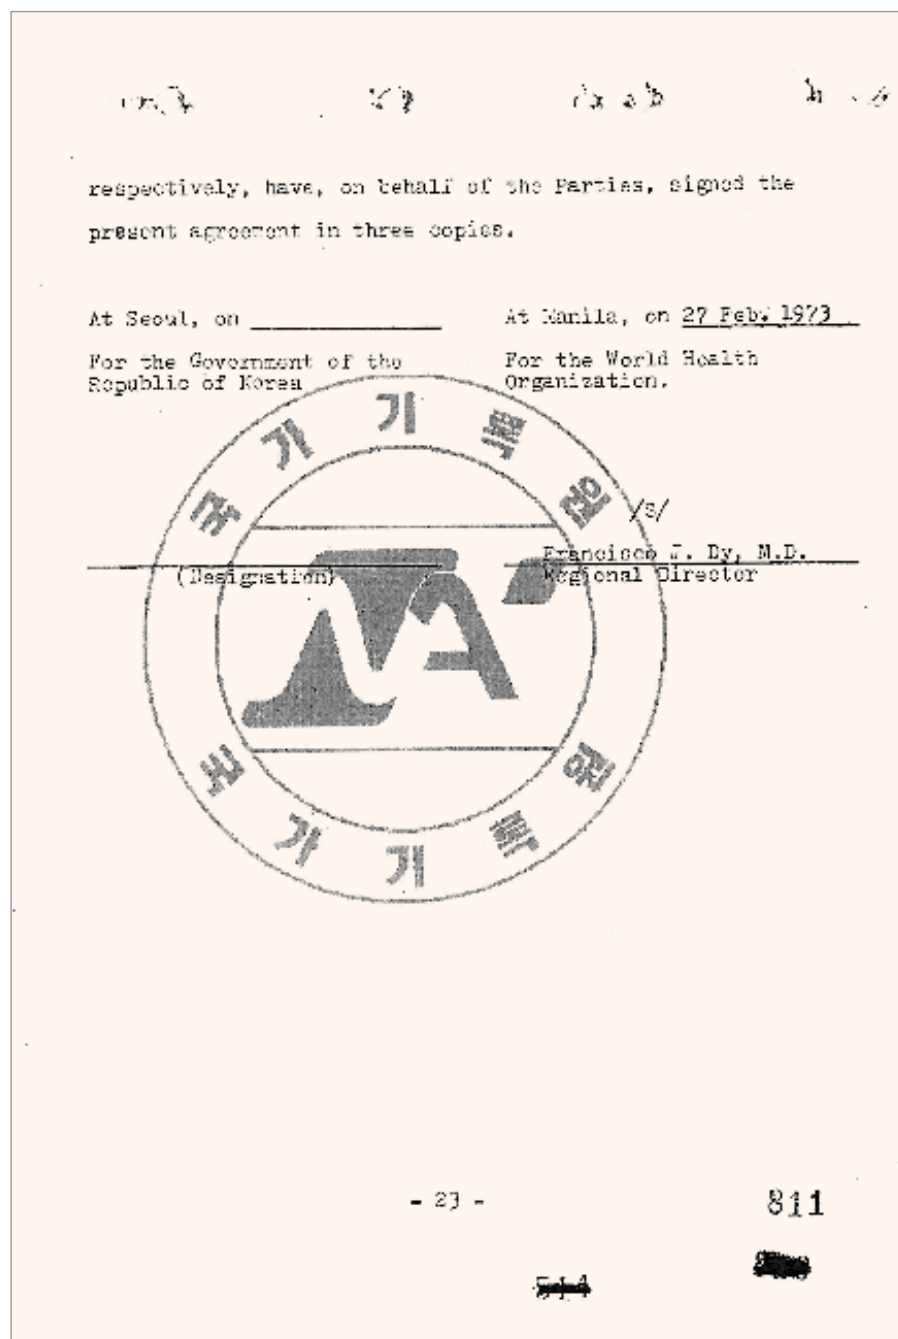 respectively, have, on behalf of the Parties, signed the
present agreement in three copies.
At Seoul, on
At Manila, on 27 Feb. 1973
For the Government of the
Republic of Korea
For the World Health
Organization.
국가기록원
/S/
Francisco J. Dy, M.D.
(Designation)
Regional Director
NA
국가기록원
- 23 -
811
514